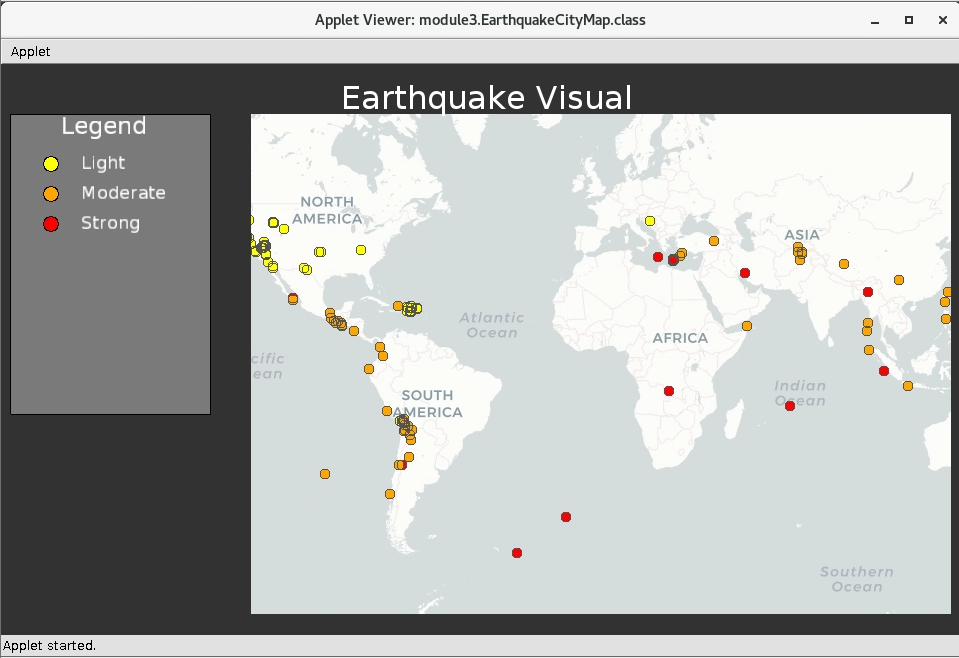 Applet Viewer: module3.EarthquakeCityMap.class
Applet
Earthquake Visual
Legend
Light
Moderate
Strong
NORTH
AMERICA
ASIA
Atlantic
Ocean
AFRICA
cific
ean
SOUTH
AMERICA
Indian
Ocean
Southern
Ocean
Applet started.